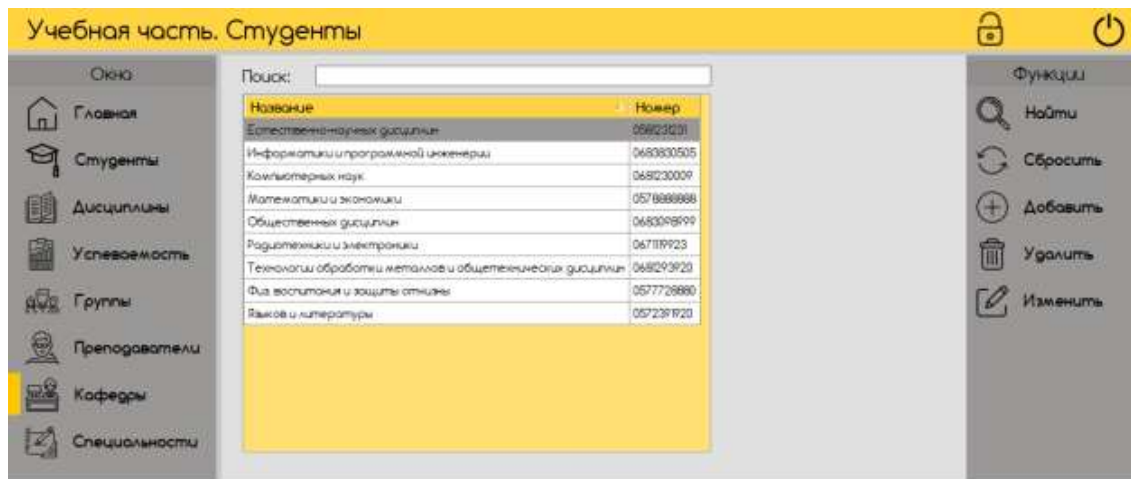 Учебная часть. Студенты
Окна
Главная
Студенты
Дисциплины
Успеваемость
Группы
Преподаватели
Кафедры
Специальности
Поиск:
Название Номер
Естественно-научных дисциплин
Информатики и программной инженерии 0683830505
Компьютерных наук 0681230009
Математики и экономики 0578888888
Общественных дисциплин 0683098999
Радиотехники и электроники 0671119923
Технологии обработки металлов и общетехнических дисциплин 0681293920
Физ. воспитания и защиты отчизны 0577728880
Языков и литературы 0572391920
Функции
Найти
Сбросить
Добавить
Удалить
Изменить